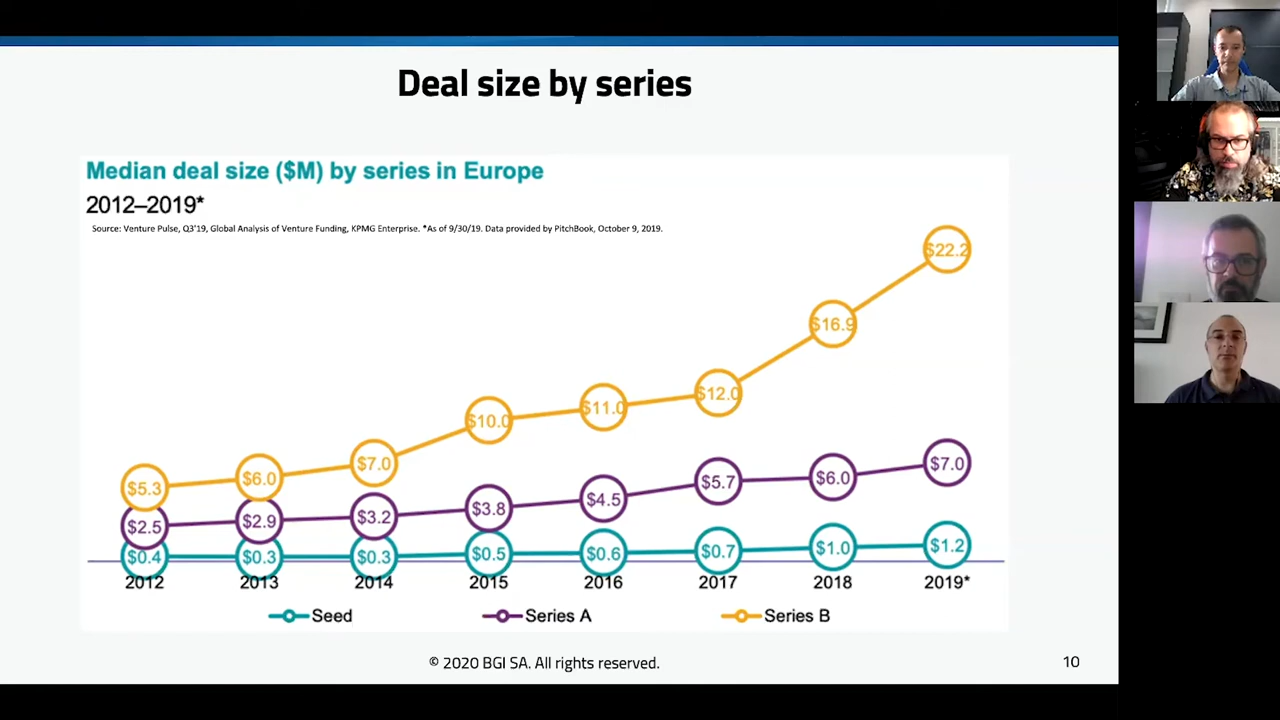 Deal size by series
Median deal size ($M) by series in Europe
2012–2019*
Source: Venture Pulse, Q3'19, Global Analysis of Venture Funding, KPMG Enterprise. *As of 9/30/19. Data provided by PitchBook, October 9, 2019.
$5.3 $6.0 $7.0 $10.0 $11.0 $12.0 $16.9 $22.2
$2.5 $2.9 $3.2 $3.8 $4.5 $5.7 $6.0 $7.0
$0.4 $0.3 $0.3 $0.5 $0.6 $0.7 $1.0 $1.2
2012 2013 2014 2015 2016 2017 2018 2019*
Seed Series A Series B
© 2020 BGI SA. All rights reserved.
10